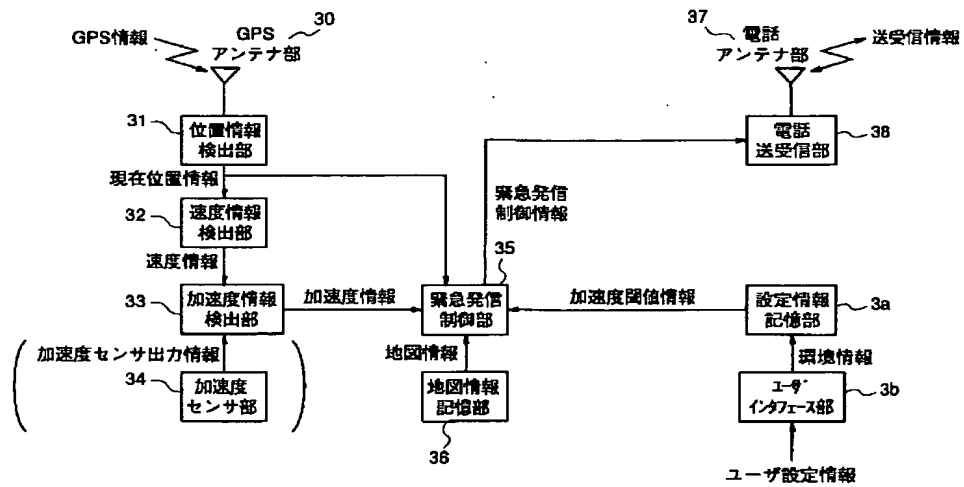 GPS情報
GPS
アンテナ部
30
37
電話
アンテナ部
送受信情報
31
位置情報
検出部
電話
送受信部
38
現在位置情報
緊急発信
制御情報
32
速度情報
検出部
速度情報
35
33
加速度情報
検出部
加速度情報
緊急発信
制御部
加速度閾値情報
設定情報
記憶部
3a
加速度センサ出力情報
地図情報
環境情報
34
加速度
センサ部
地図情報
記憶部
36
ユーザ
インタフェース部
3b
ユーザ設定情報